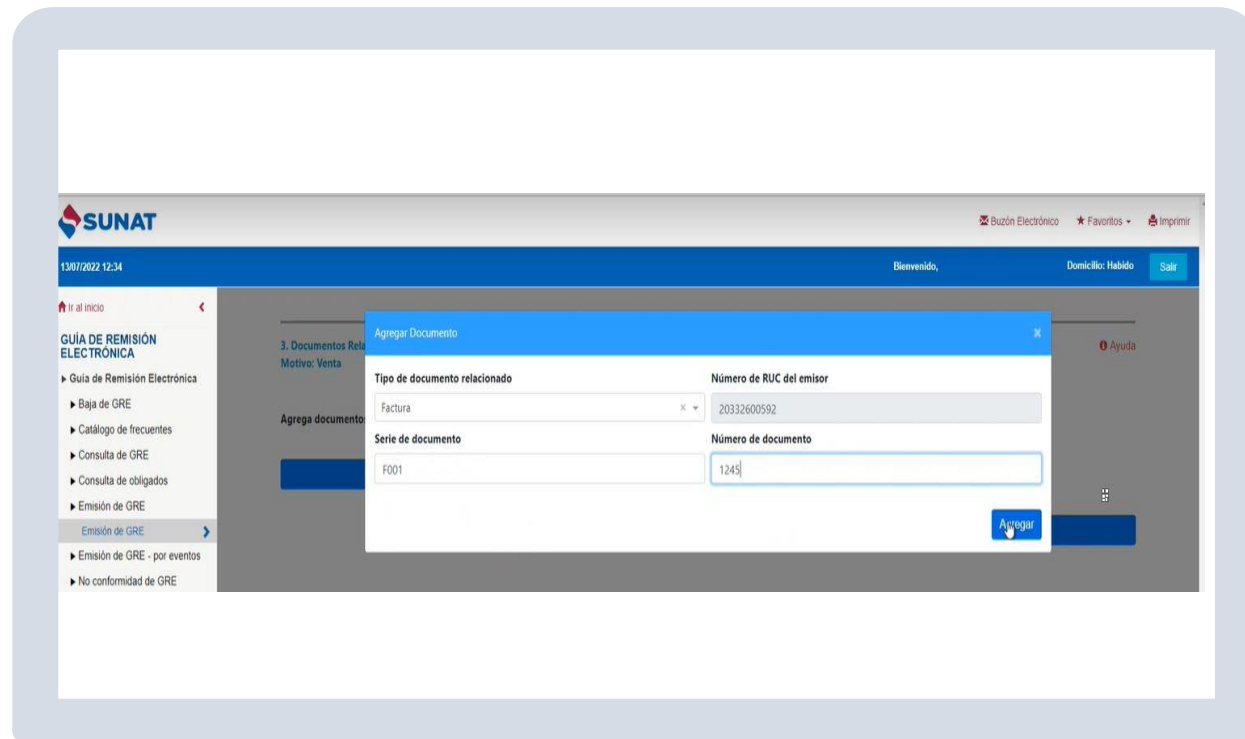 SUNAT
Buzón Electrónico Favoritos Imprimir
13/07/2022 12:34 Bienvenido, Domicilio: Habido Salir
Ir al inicio
GUÍA DE REMISIÓN
ELECTRÓNICA
Guía de Remisión Electrónica
Baja de GRE
Catálogo de frecuentes
Consulta de GRE
Consulta de obligados
Emisión de GRE
Emisión de GRE
Emisión de GRE - por eventos
No conformidad de GRE
3. Documentos Rela
Motivo: Venta
Ayuda
Agrega documento
Agregar Documento x
Tipo de documento relacionado Número de RUC del emisor
Factura x 20332600592
Serie de documento Número de documento
F001 1245
Agregar